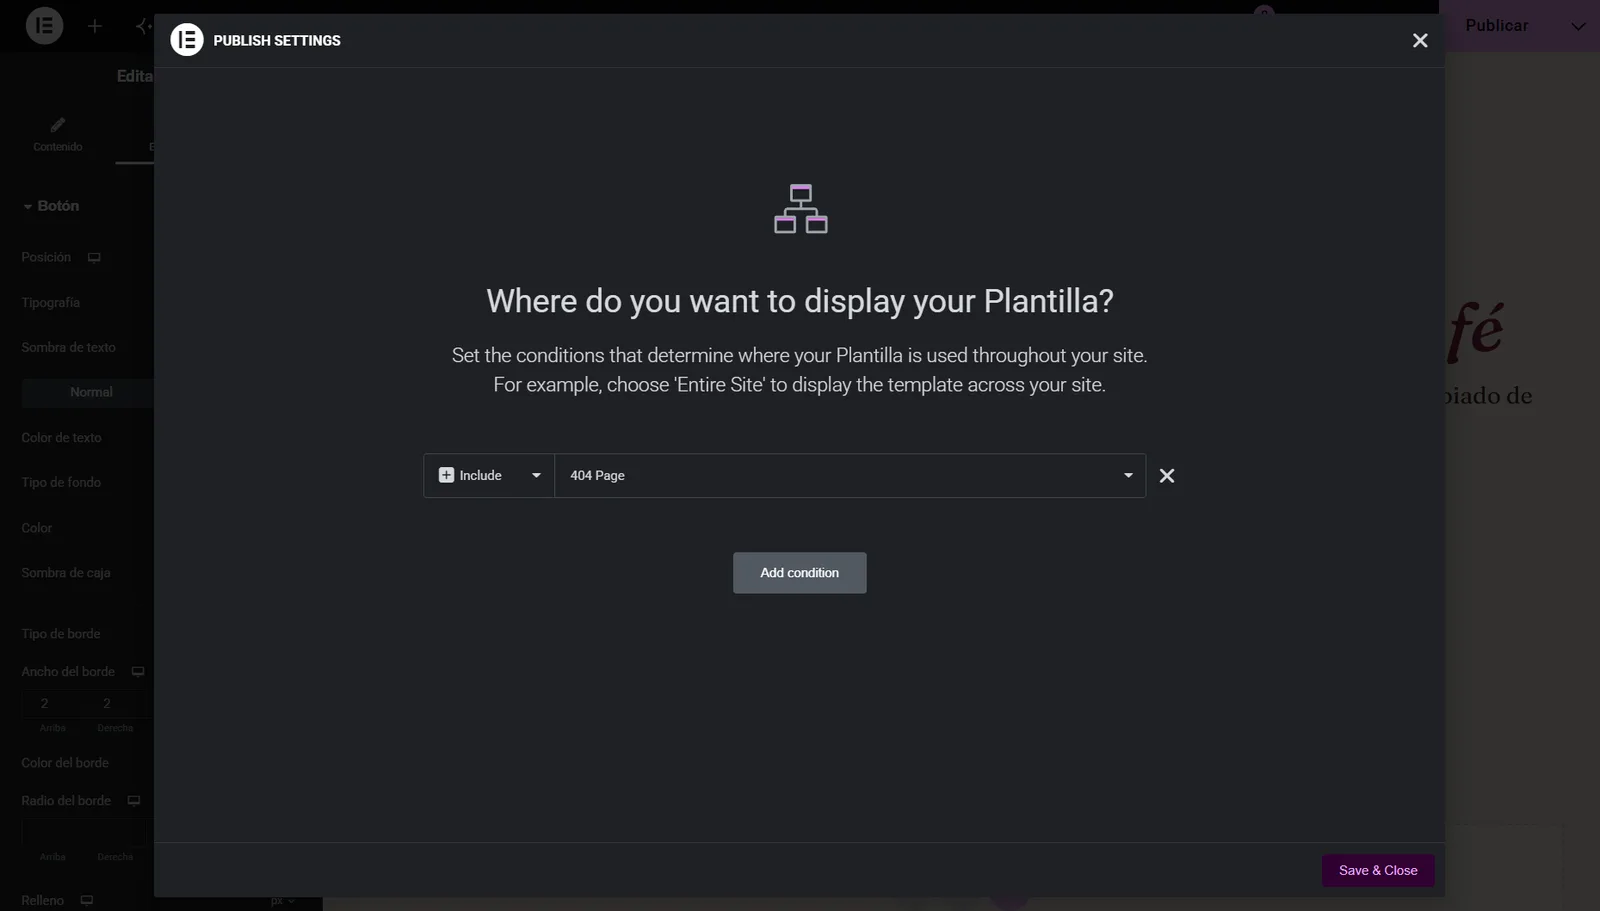 Publicar
PUBLISH SETTINGS
Edita
Contenido
Botón
Posición
Tipografía
Sombra de texto
Normal
Color de texto
Tipo de fondo
Color
Sombra de caja
Tipo de borde
Ancho del borde
2 2
Arriba Derecha
Color del borde
Radio del borde
Arriba Derecha
Relleno
px
Where do you want to display your Plantilla?
Set the conditions that determine where your Plantilla is used throughout your site.
For example, choose 'Entire Site' to display the template across your site.
Include 404 Page
Add condition
Save & Close
fé
piado de